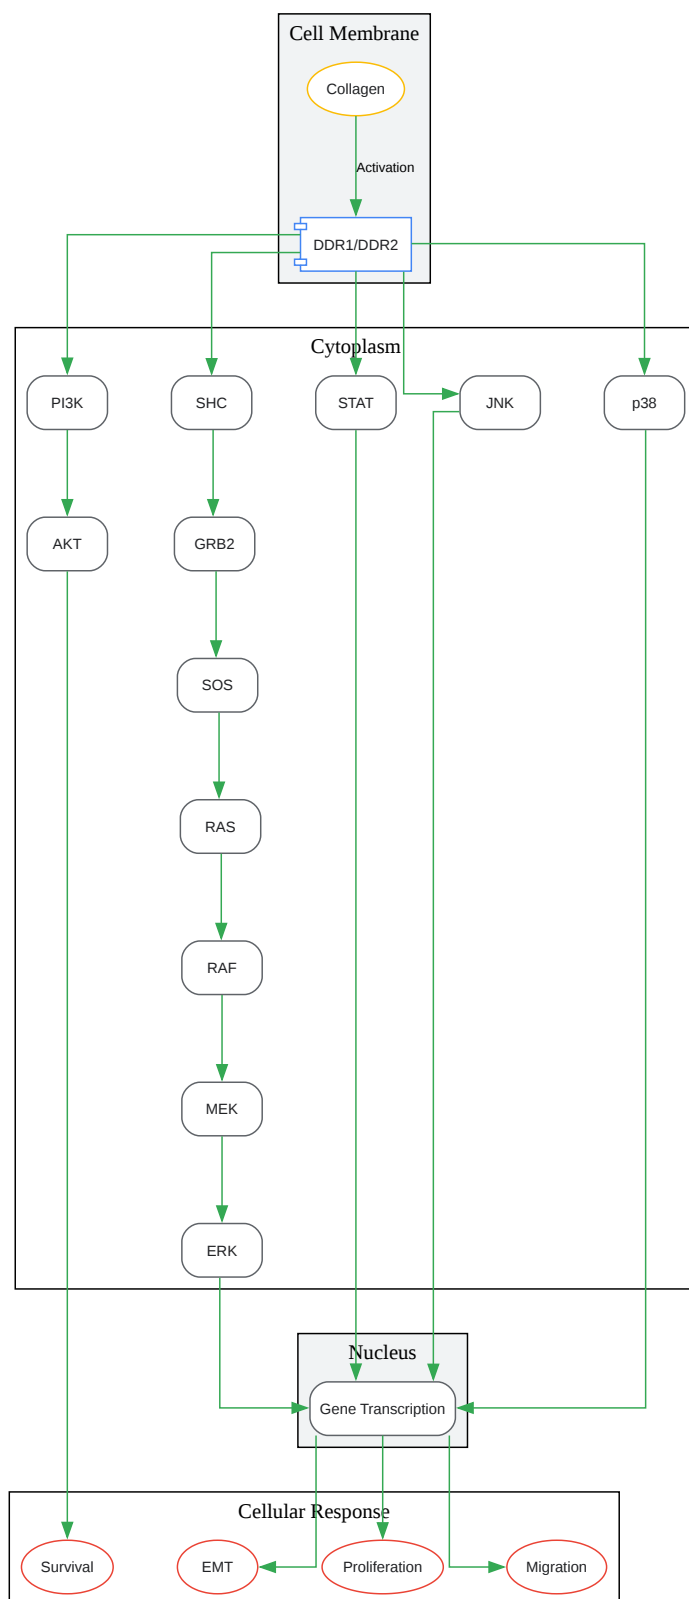 Cell Membrane
Collagen
Activation
DDR1/DDR2
Cytoplasm
PI3K
SHC
STAT
JNK
p38
AKT
GRB2
SOS
RAS
RAF
MEK
ERK
Nucleus
Gene Transcription
Cellular Response
Survival
EMT
Proliferation
Migration